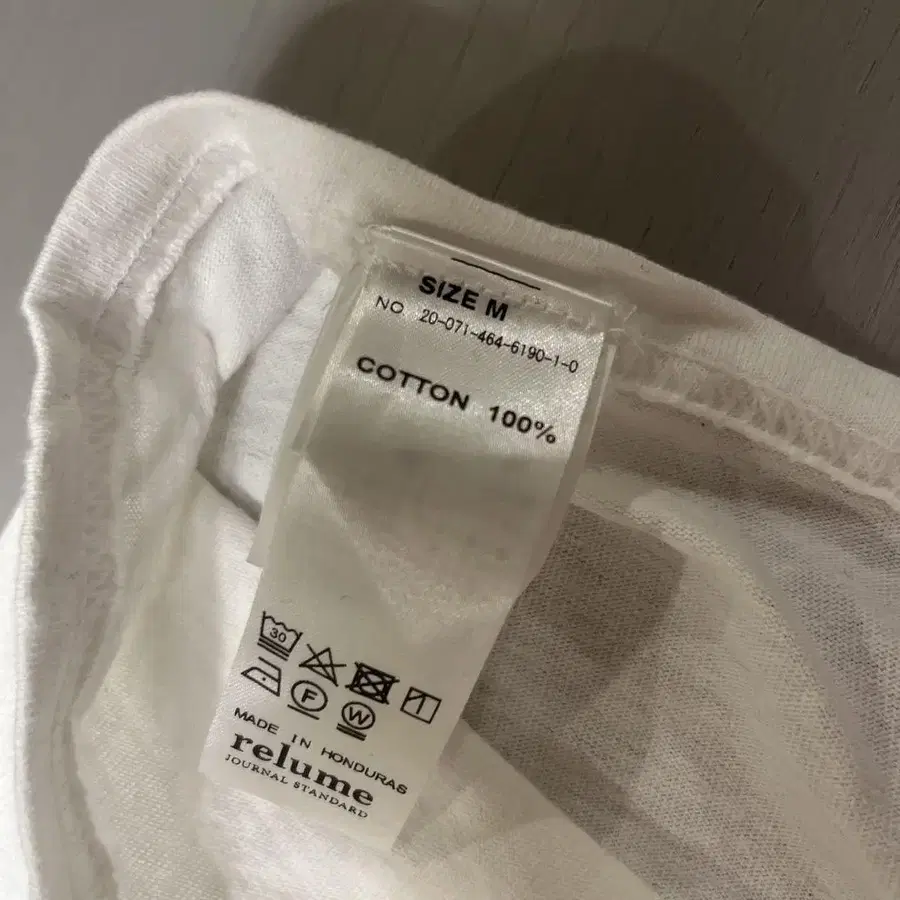 SIZE M
NO 20-071-464-6190-1-0
COTTON 100%
30
F
W
MADE IN HONDURAS
relume
JOURNAL STANDARD